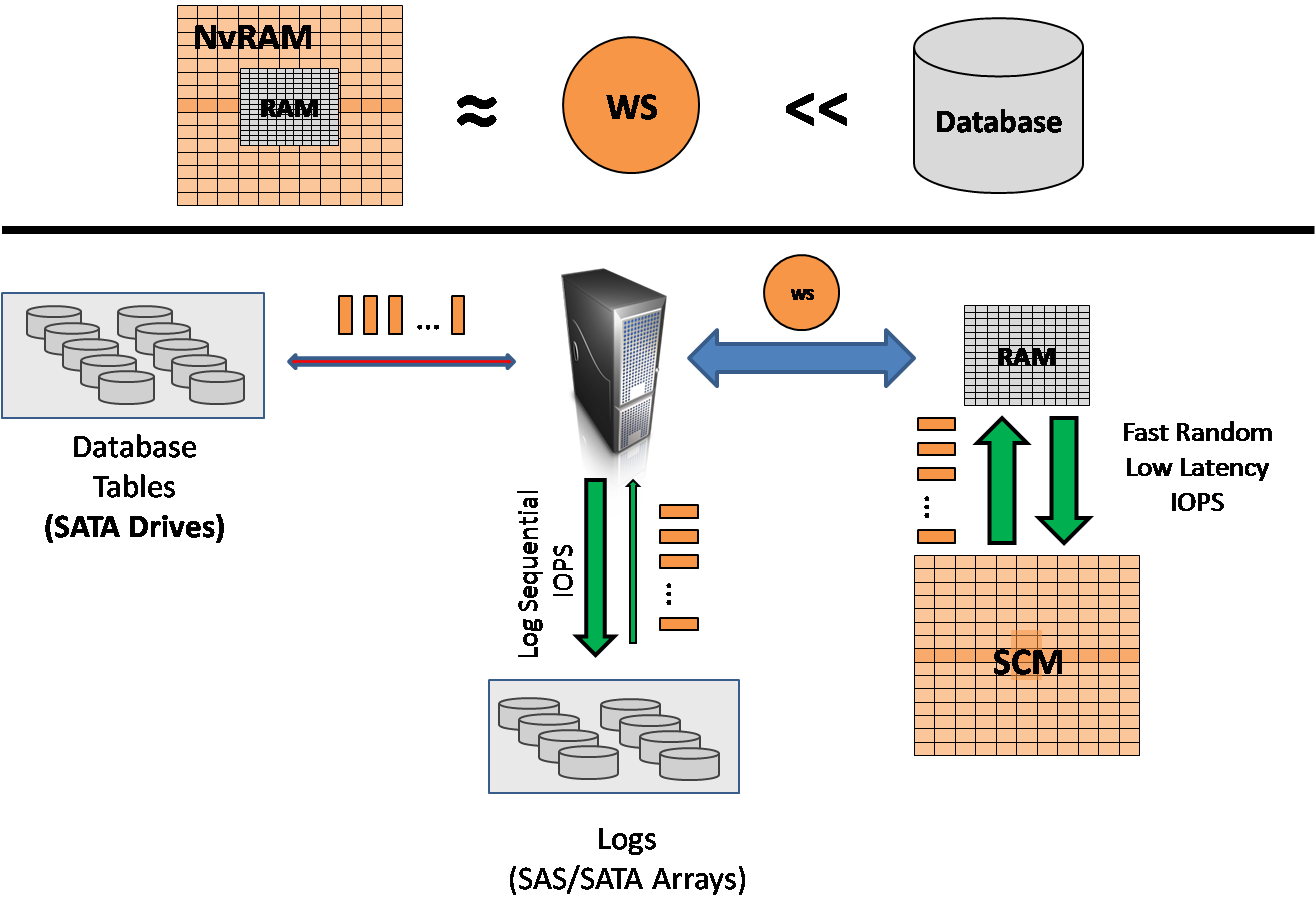 NvRAM
RAM
≈
WS
<<
Database
WS
...
RAM
Database
Tables
(SATA Drives)
Fast Random
Low Latency
IOPS
...
Log Sequential
IOPS
...
SCM
Logs
(SAS/SATA Arrays)